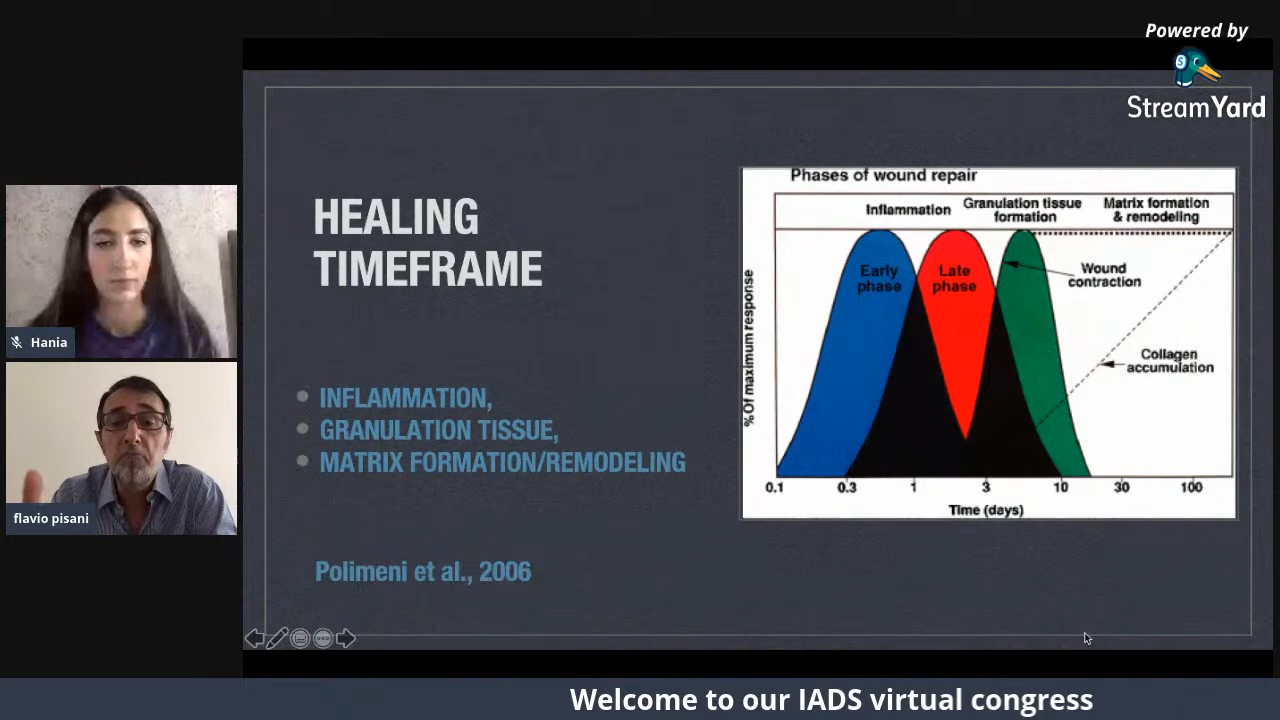 Powered by
S
StreamYard
HEALING
TIMEFRAME
INFLAMMATION,
GRANULATION TISSUE,
MATRIX FORMATION/REMODELING
Polimeni et al., 2006
Phases of wound repair
Inflammation
Granulation tissue
formation
Matrix formation
& remodeling
Early
phase
Late
phase
Wound
contraction
Collagen
accumulation
% Of maximum response
0.1 0.3 1 3 10 30 100
Time (days)
Hania
flavio pisani
Welcome to our IADS virtual congress